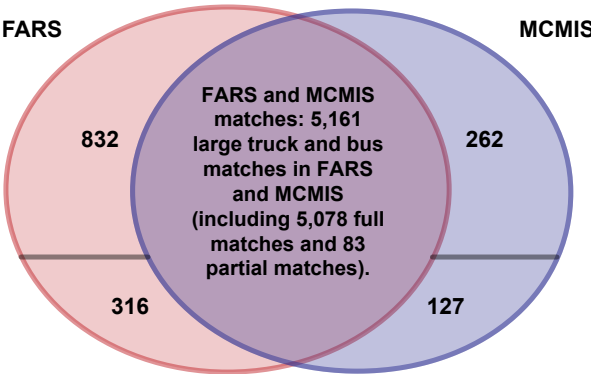 FARS
MCMIS
FARS and MCMIS
matches: 5,161
large truck and bus
matches in FARS
and MCMIS
(including 5,078 full
matches and 83
partial matches).
832
262
316
127